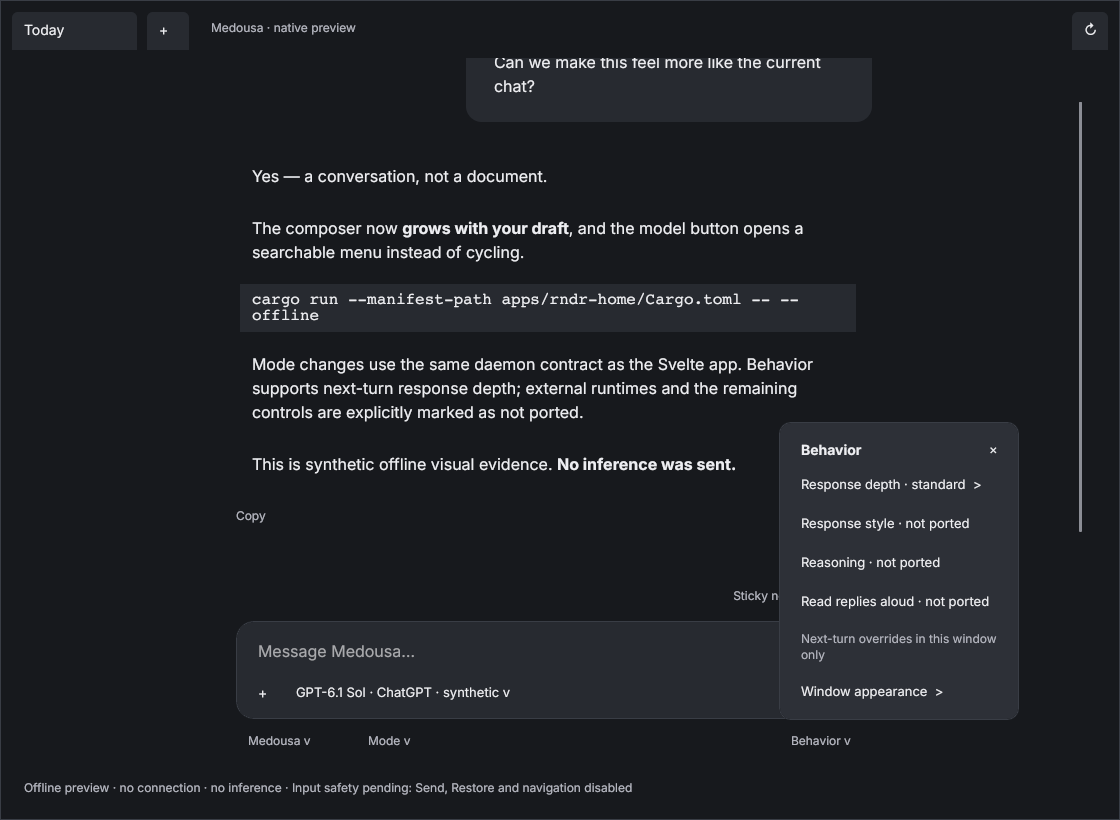 Today
+
Medousa · native preview
Can we make this feel more like the current
chat?
Yes — a conversation, not a document.
The composer now grows with your draft, and the model button opens a
searchable menu instead of cycling.
cargo run --manifest-path apps/rndr-home/Cargo.toml -- --
offline
Mode changes use the same daemon contract as the Svelte app. Behavior
supports next-turn response depth; external runtimes and the remaining
controls are explicitly marked as not ported.
This is synthetic offline visual evidence. No inference was sent.
Copy
Sticky
Message Medousa...
+
GPT-6.1 Sol · ChatGPT · synthetic v
Medousa v
Mode v
Behavior v
Behavior
×
Response depth · standard >
Response style · not ported
Reasoning · not ported
Read replies aloud · not ported
Next-turn overrides in this window
only
Window appearance >
Offline preview · no connection · no inference · Input safety pending: Send, Restore and navigation disabled